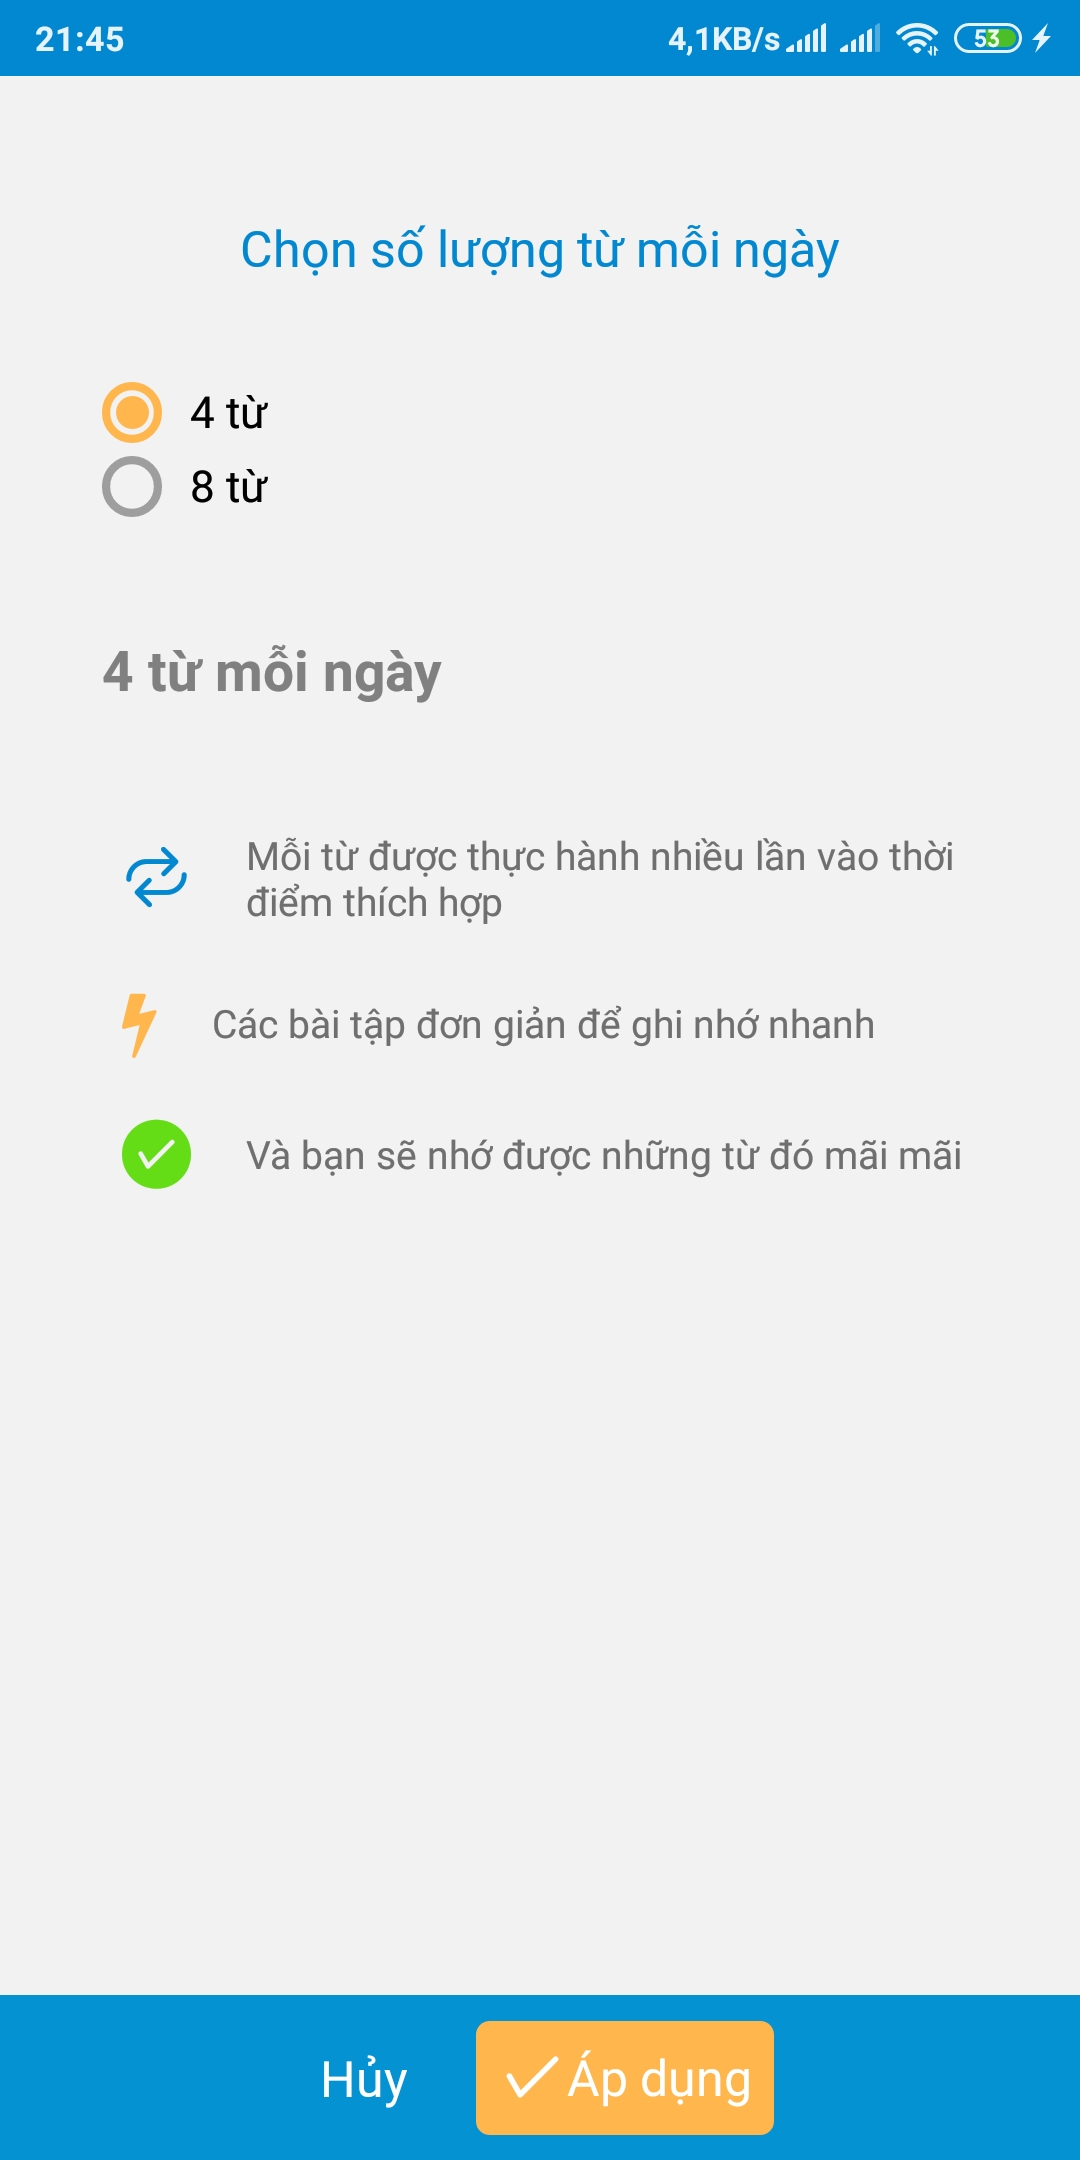 21:45 4,1KB/s 53
Chọn số lượng từ mỗi ngày
4 từ
8 từ
4 từ mỗi ngày
Mỗi từ được thực hành nhiều lần vào thời
điểm thích hợp
Các bài tập đơn giản để ghi nhớ nhanh
Và bạn sẽ nhớ được những từ đó mãi mãi
Hủy Áp dụng